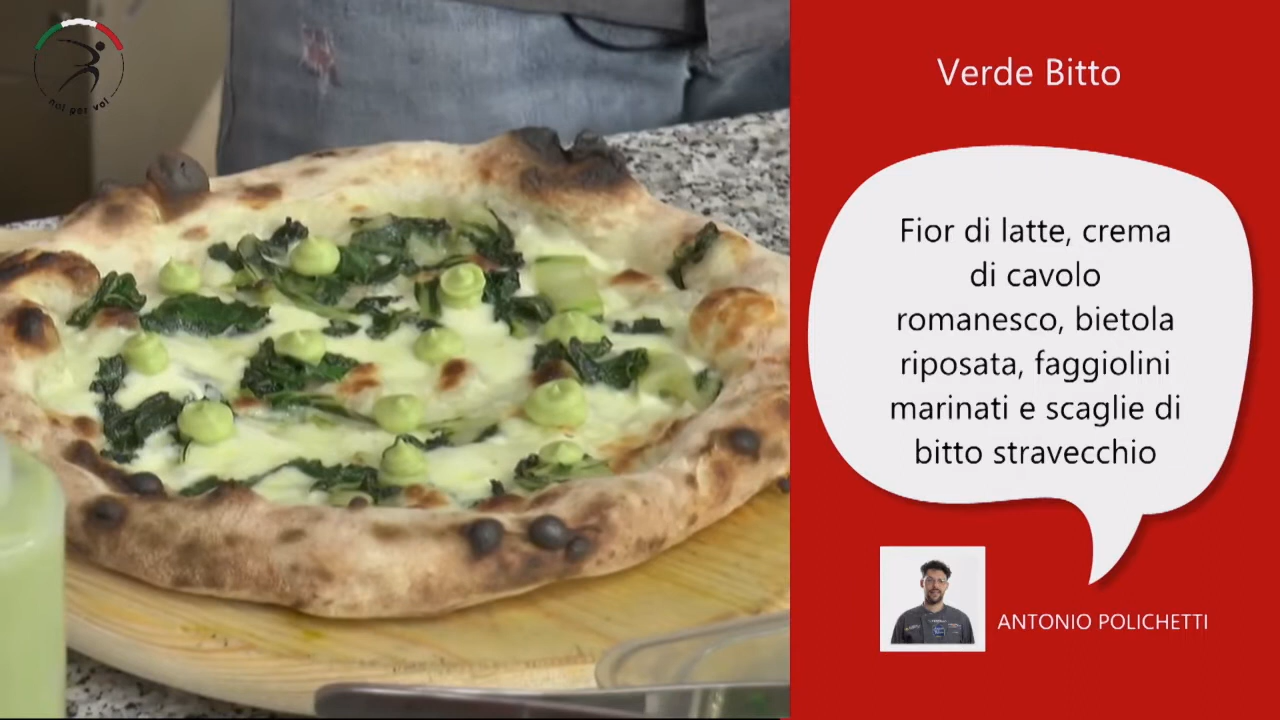 noi per voi
Verde Bitto
Fior di latte, crema
di cavolo
romanesco, bietola
riposata, faggiolini
marinati e scaglie di
bitto stravecchio
ANTONIO POLICHETTI